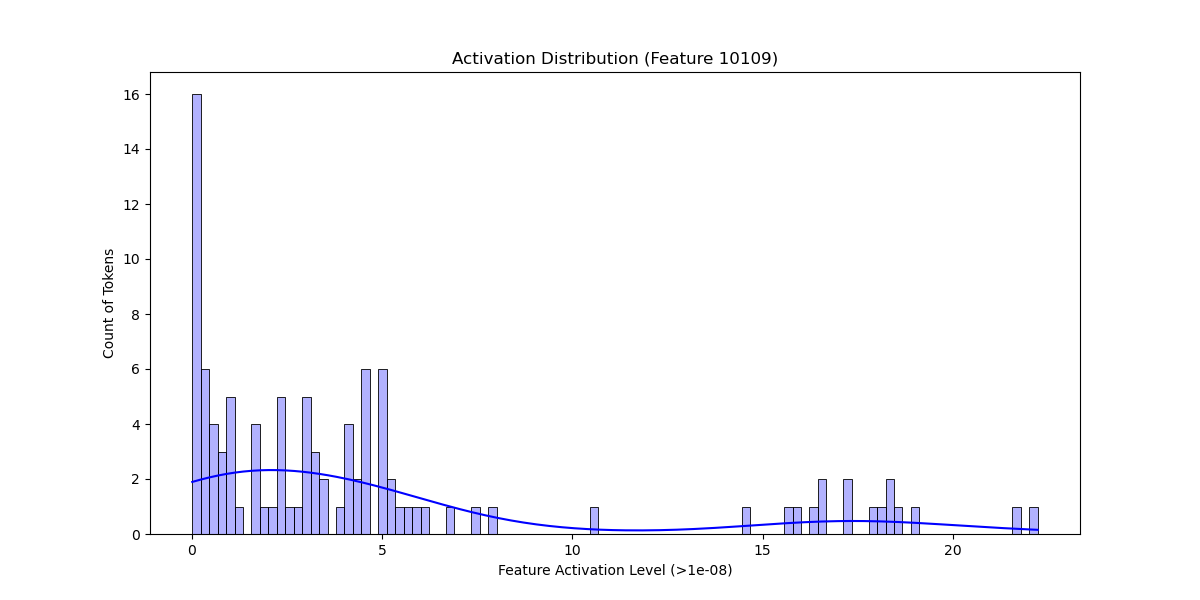 Activation Distribution (Feature 10109)
16
14
12
10
8
6
4
2
0
Count of Tokens
0 5 10 15 20
Feature Activation Level (>1e-08)